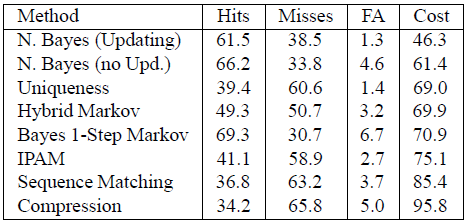 Method Hits Misses FA Cost
N. Bayes (Updating) 61.5 38.5 1.3 46.3
N. Bayes (no Upd.) 66.2 33.8 4.6 61.4
Uniqueness 39.4 60.6 1.4 69.0
Hybrid Markov 49.3 50.7 3.2 69.9
Bayes 1-Step Markov 69.3 30.7 6.7 70.9
IPAM 41.1 58.9 2.7 75.1
Sequence Matching 36.8 63.2 3.7 85.4
Compression 34.2 65.8 5.0 95.8